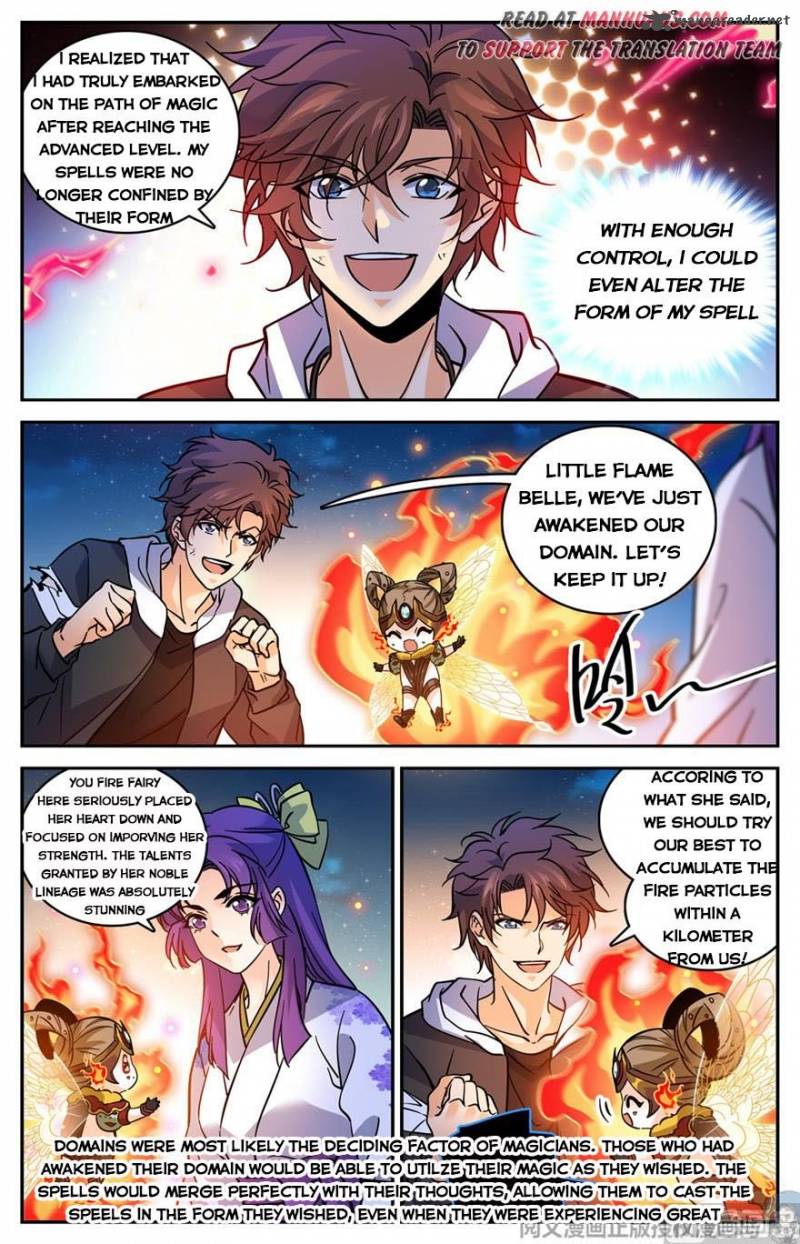 READ AT MANHUAES.COM
mangareader.net
TO SUPPORT THE TRANSLATION TEAM
I REALIZED THAT
I HAD TRULY EMBARKED
ON THE PATH OF MAGIC
AFTER REACHING THE
ADVANCED LEVEL. MY
SPELLS WERE NO
LONGER CONFINED BY
THEIR FORM
WITH ENOUGH
CONTROL, I COULD
EVEN ALTER THE
FORM OF MY SPELL
LITTLE FLAME
BELLE, WE'VE JUST
AWAKENED OUR
DOMAIN. LET'S
KEEP IT UP!
YOU FIRE FAIRY
HERE SERIOUSLY PLACED
HER HEART DOWN AND
FOCUSED ON IMPORVING HER
STRENGTH. THE TALENTS
GRANTED BY HER NOBLE
LINEAGE WAS ABSOLUTELY
STUNNING
ACCORING TO
WHAT SHE SAID,
WE SHOULD TRY
OUR BEST TO
ACCUMULATE THE
FIRE PARTICLES
WITHIN A
KILOMETER
FROM US!
DOMAINS WERE MOST LIKELY THE DECIDING FACTOR OF MAGICIANS. THOSE WHO HAD
AWAKENED THEIR DOMAIN WOULD BE ABLE TO UTILZE THEIR MAGIC AS THEY WISHED. THE
SPELLS WOULD MERGE PERFECTLY WITH THEIR THOUGHTS, ALLOWING THEM TO CAST THE
SPEELS IN THE FORM THEY WISHED, EVEN WHEN THEY WERE EXPERIENCING GREAT